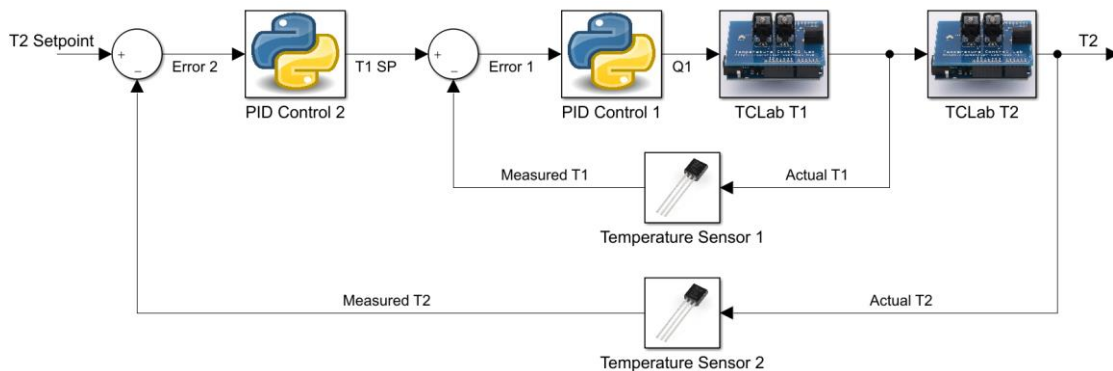 T2 Setpoint
+
−
Error 2
PID Control 2
T1 SP
+
−
Error 1
PID Control 1
Q1
TCLab T1
TCLab T2
T2
Measured T1
Actual T1
Temperature Sensor 1
Measured T2
Actual T2
Temperature Sensor 2